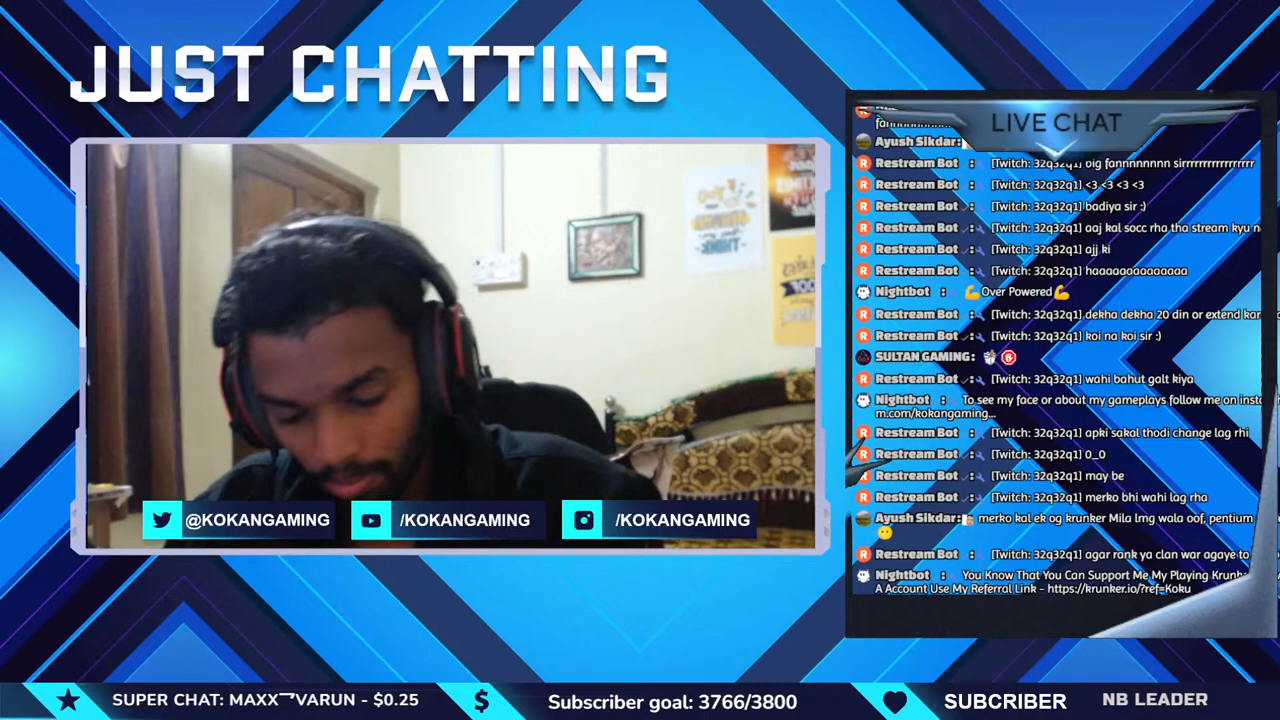 JUST CHATTING
LIVE CHAT
fannnnnnnnn
Ayush Sikdar:
Restream Bot : [Twitch: 32q32q1] big fannnnnnnn sirrrrrrrrrrrrrrrrr
Restream Bot : [Twitch: 32q32q1] <3 <3 <3 <3
Restream Bot : [Twitch: 32q32q1] badiya sir :)
Restream Bot : [Twitch: 32q32q1] aaj kal socc rha tha stream kyu
Restream Bot : [Twitch: 32q32q1] ajj ki
Restream Bot : [Twitch: 32q32q1] haaaaaaaaaaaaaa
Nightbot : 💪Over Powered💪
Restream Bot : [Twitch: 32q32q1] dekha dekha 20 din or extend
Restream Bot : [Twitch: 32q32q1] koi na koi sir :)
SULTAN GAMING:
Restream Bot : [Twitch: 32q32q1] wahi bahut galt kiya
Nightbot : To see my face or about my gameplays follow me on
m.com/kokangaming...
Restream Bot : [Twitch: 32q32q1] apki sakal thodi change lag rhi
Restream Bot : [Twitch: 32q32q1] 0_0
Restream Bot : [Twitch: 32q32q1] may be
Restream Bot : [Twitch: 32q32q1] merko bhi wahi lag rha
Ayush Sikdar: merko kal ek og krunker Mila lmg wala oof, pentium
😶
Restream Bot : [Twitch: 32q32q1] agar rank ya clan war agaye to
Nightbot : You Know That You Can Support Me My Playing
A Account Use My Referral Link - https://krunker.io/?ref=Koku
THINK
@KOKANGAMING
/KOKANGAMING
/KOKANGAMING
SUPER CHAT: MAXX VARUN - $0.25
$
Subscriber goal: 3766/3800
SUBCRIBER
NB LEADER